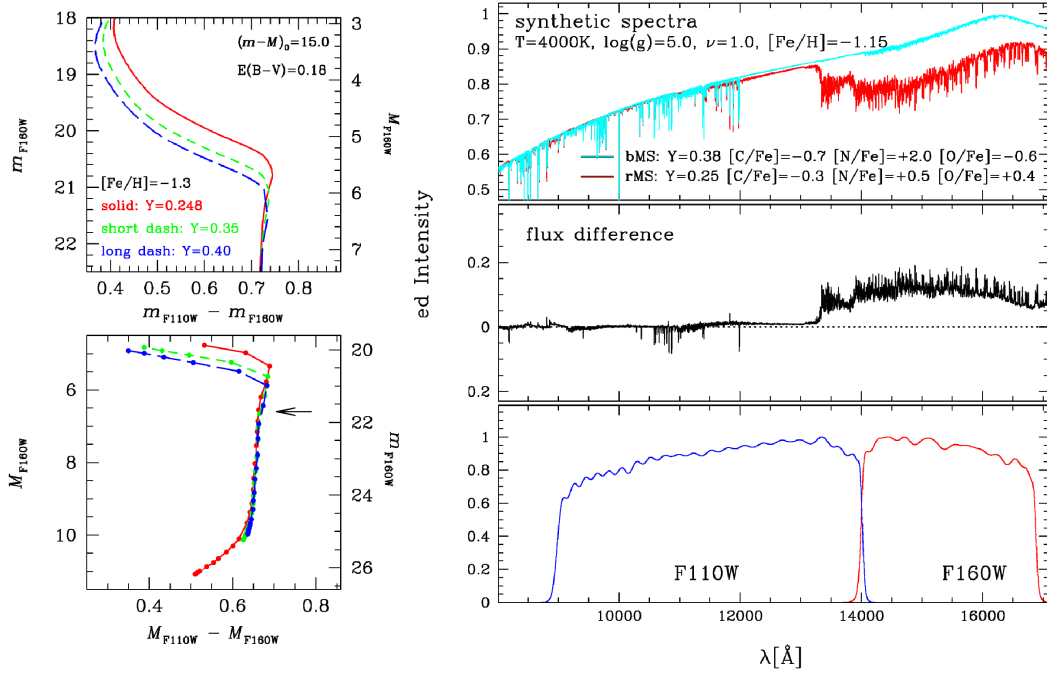 18
19
20
21
22
m_F160W
(m−M)₀=15.0
E(B−V)=0.18
[Fe/H]=−1.3
solid: Y=0.248
short dash: Y=0.35
long dash: Y=0.40
3
4
5
6
7
M_F160W
0.4 0.5 0.6 0.7 0.8
m_F110W − m_F160W
6
8
10
M_F160W
20
22
24
26
m_F160W
0.4 0.6 0.8
M_F110W − M_F160W
ed Intensity
1
0.9
0.8
0.7
0.6
0.5
synthetic spectra
T=4000K, log(g)=5.0, ν=1.0, [Fe/H]=−1.15
bMS: Y=0.38 [C/Fe]=−0.7 [N/Fe]=+2.0 [O/Fe]=−0.6
rMS: Y=0.25 [C/Fe]=−0.3 [N/Fe]=+0.5 [O/Fe]=+0.4
flux difference
0.2
0.1
0
0.1
0.2
1
0.8
0.6
0.4
0.2
0
F110W F160W
10000 12000 14000 16000
λ[Å]